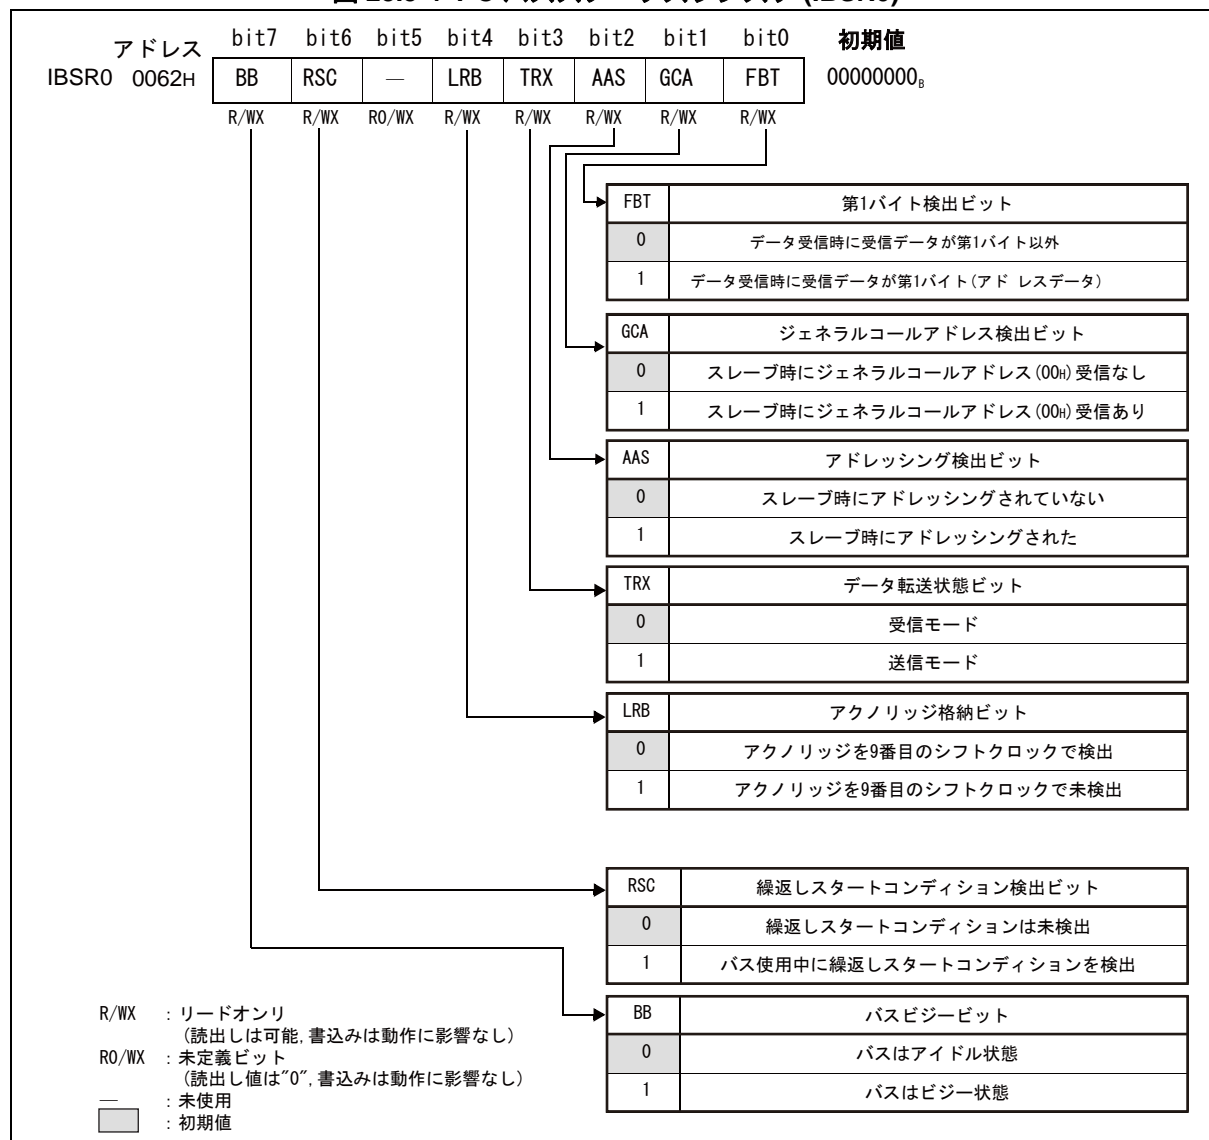 (IBSR0)
bit7 bit6 bit5 bit4 bit3 bit2 bit1 bit0 初期値
アドレス
IBSR0 0062H BB RSC — LRB TRX AAS GCA FBT 00000000B
R/WX R/WX R0/WX R/WX R/WX R/WX R/WX R/WX
FBT 第1バイト検出ビット
0 データ受信時に受信データが第1バイト以外
1 データ受信時に受信データが第1バイト(アド レスデータ)
GCA ジェネラルコールアドレス検出ビット
0 スレーブ時にジェネラルコールアドレス(00H)受信なし
1 スレーブ時にジェネラルコールアドレス(00H)受信あり
AAS アドレッシング検出ビット
0 スレーブ時にアドレッシングされていない
1 スレーブ時にアドレッシングされた
TRX データ転送状態ビット
0 受信モード
1 送信モード
LRB アクノリッジ格納ビット
0 アクノリッジを9番目のシフトクロックで検出
1 アクノリッジを9番目のシフトクロックで未検出
RSC 繰返しスタートコンディション検出ビット
0 繰返しスタートコンディションは未検出
1 バス使用中に繰返しスタートコンディションを検出
BB バスビジービット
0 バスはアイドル状態
1 バスはビジー状態
R/WX :リードオンリ
(読出しは可能,書込みは動作に影響なし)
R0/WX :未定義ビット
(読出し値は"0",書込みは動作に影響なし)
— :未使用
:初期値